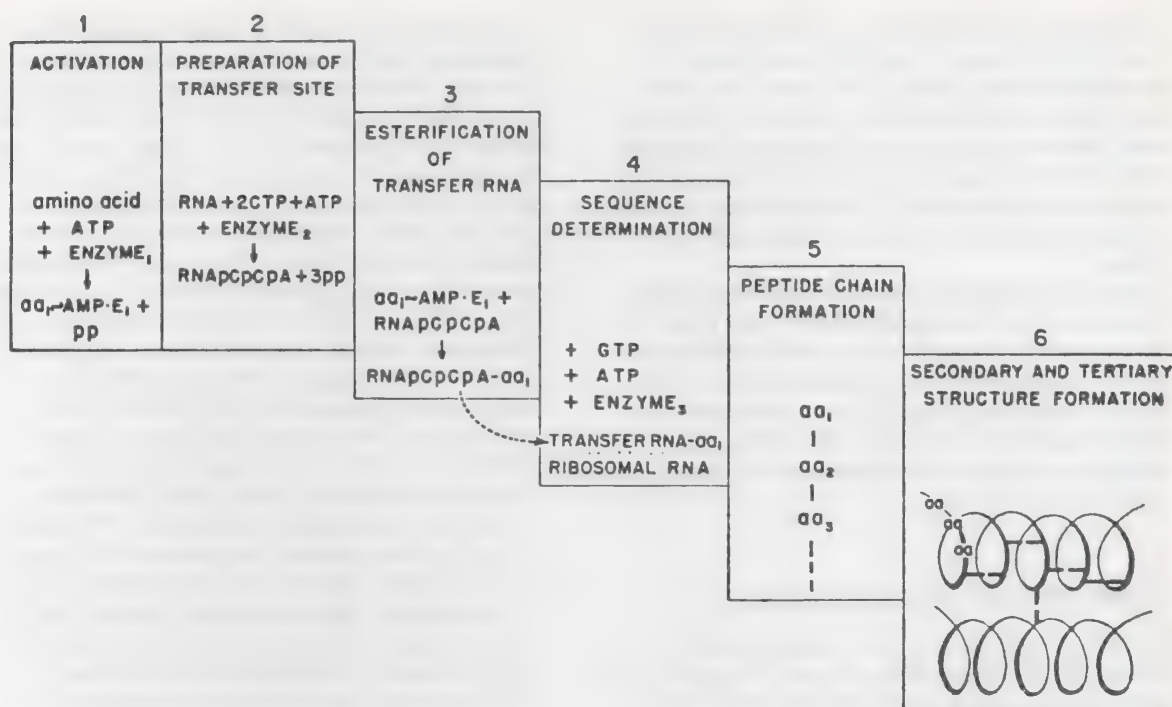 1
ACTIVATION
amino acid
+ ATP
+ ENZYME₁
↓
aa₁~AMP·E₁ +
pp
2
PREPARATION OF
TRANSFER SITE
RNA+2CTP+ATP
+ ENZYME₂
↓
RNApCpCpA+3pp
3
ESTERIFICATION
OF
TRANSFER RNA
aa₁~AMP·E₁ +
RNApCpCpA
↓
RNApCpCpA-aa₁
4
SEQUENCE
DETERMINATION
+ GTP
+ ATP
+ ENZYME₃
TRANSFER RNA-aa₁
RIBOSOMAL RNA
5
PEPTIDE CHAIN
FORMATION
aa₁
aa₂
aa₃
6
SECONDARY AND TERTIARY
STRUCTURE FORMATION
aa
aa
aa